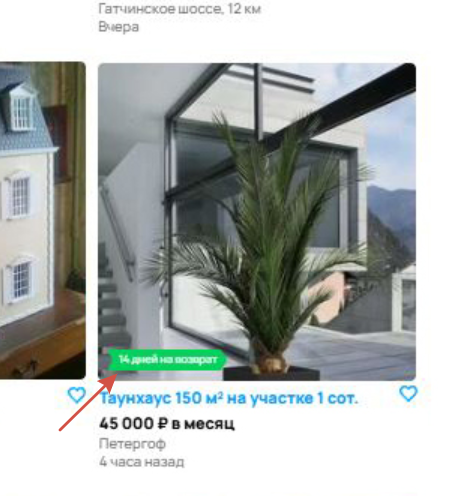 Гатчинское шоссе, 12 км
Вчера
14 дней на возврат
Таунхаус 150 м² на участке 1 сот.
45 000 ₽ в месяц
Петергоф
4 часа назад